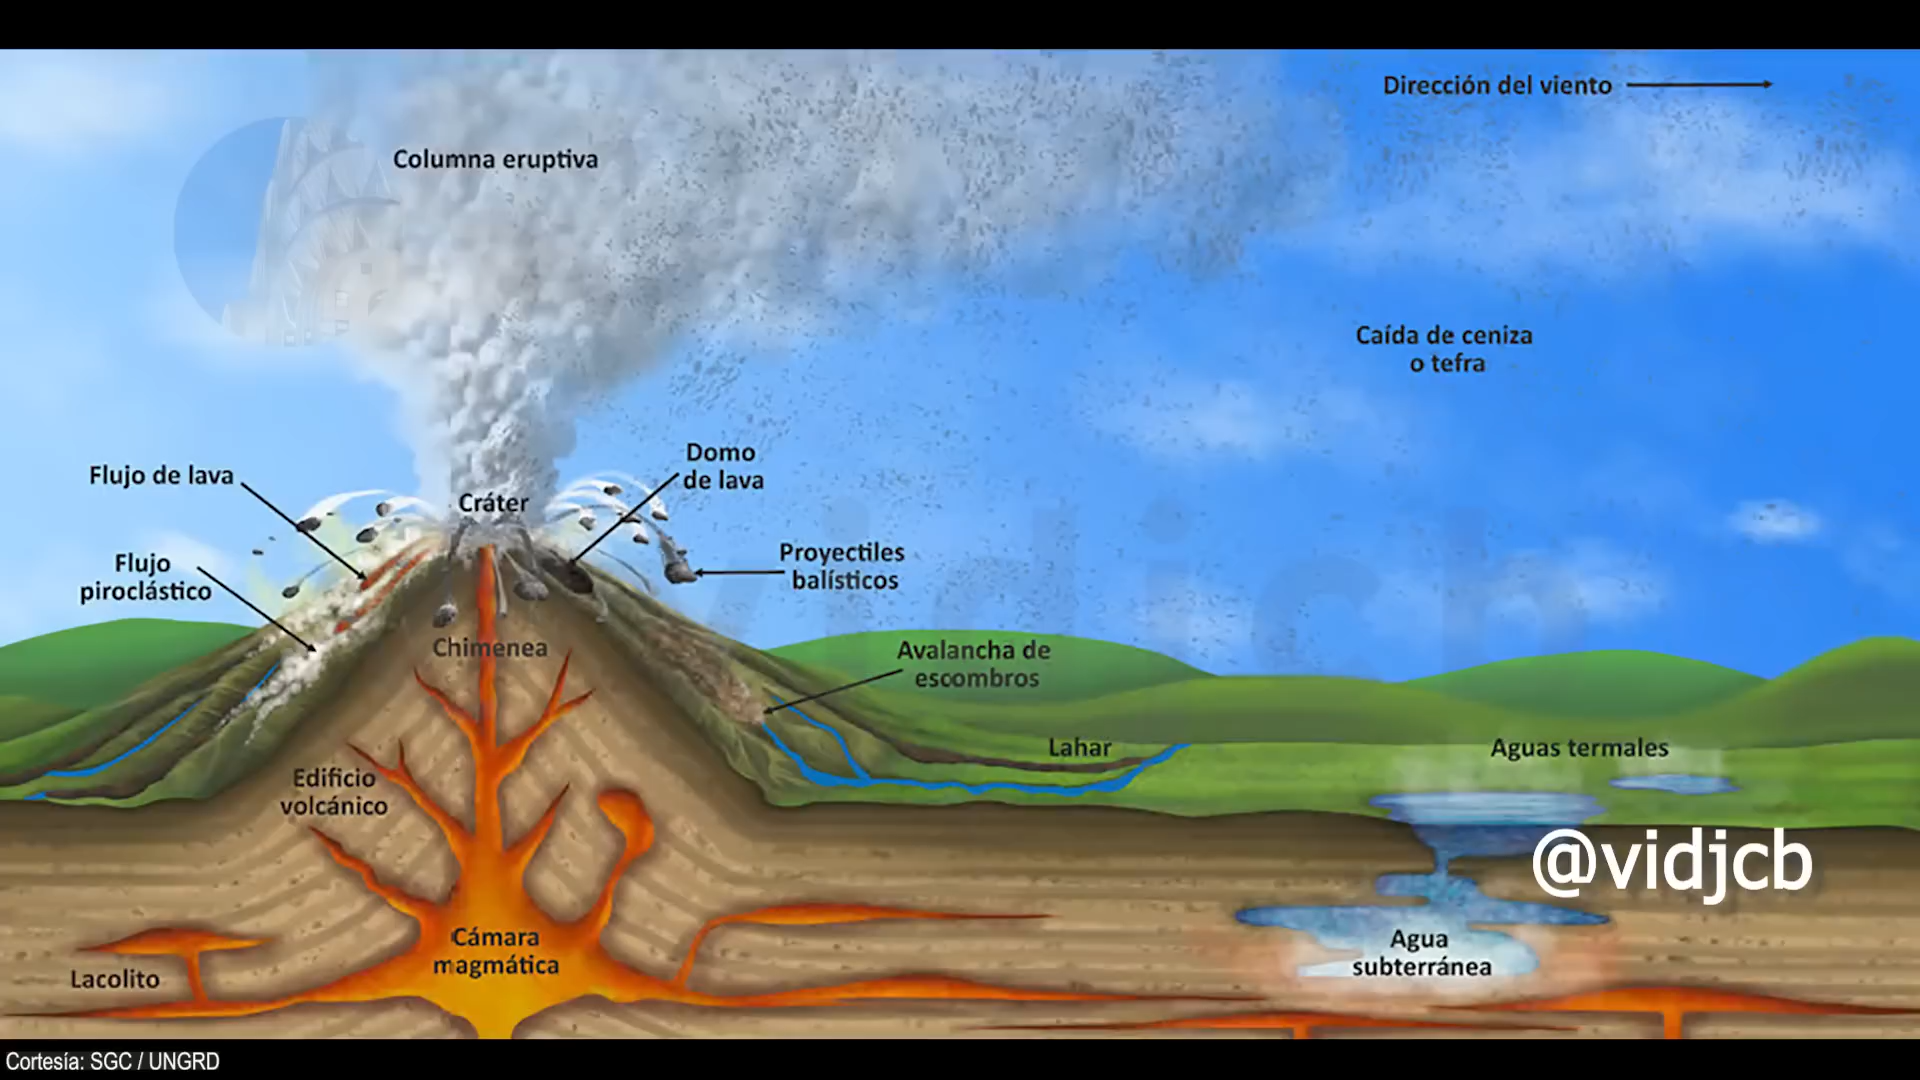 Dirección del viento
Columna eruptiva
Caída de ceniza
o tefra
Domo
de lava
Flujo de lava
Cráter
Flujo
piroclástico
Proyectiles
balísticos
Chimenea
Avalancha de
escombros
Lahar
Aguas termales
Edificio
volcánico
@vidjcb
Cámara
magmática
Agua
subterránea
Lacolito
Cortesía: SGC / UNGRD
vidjcb